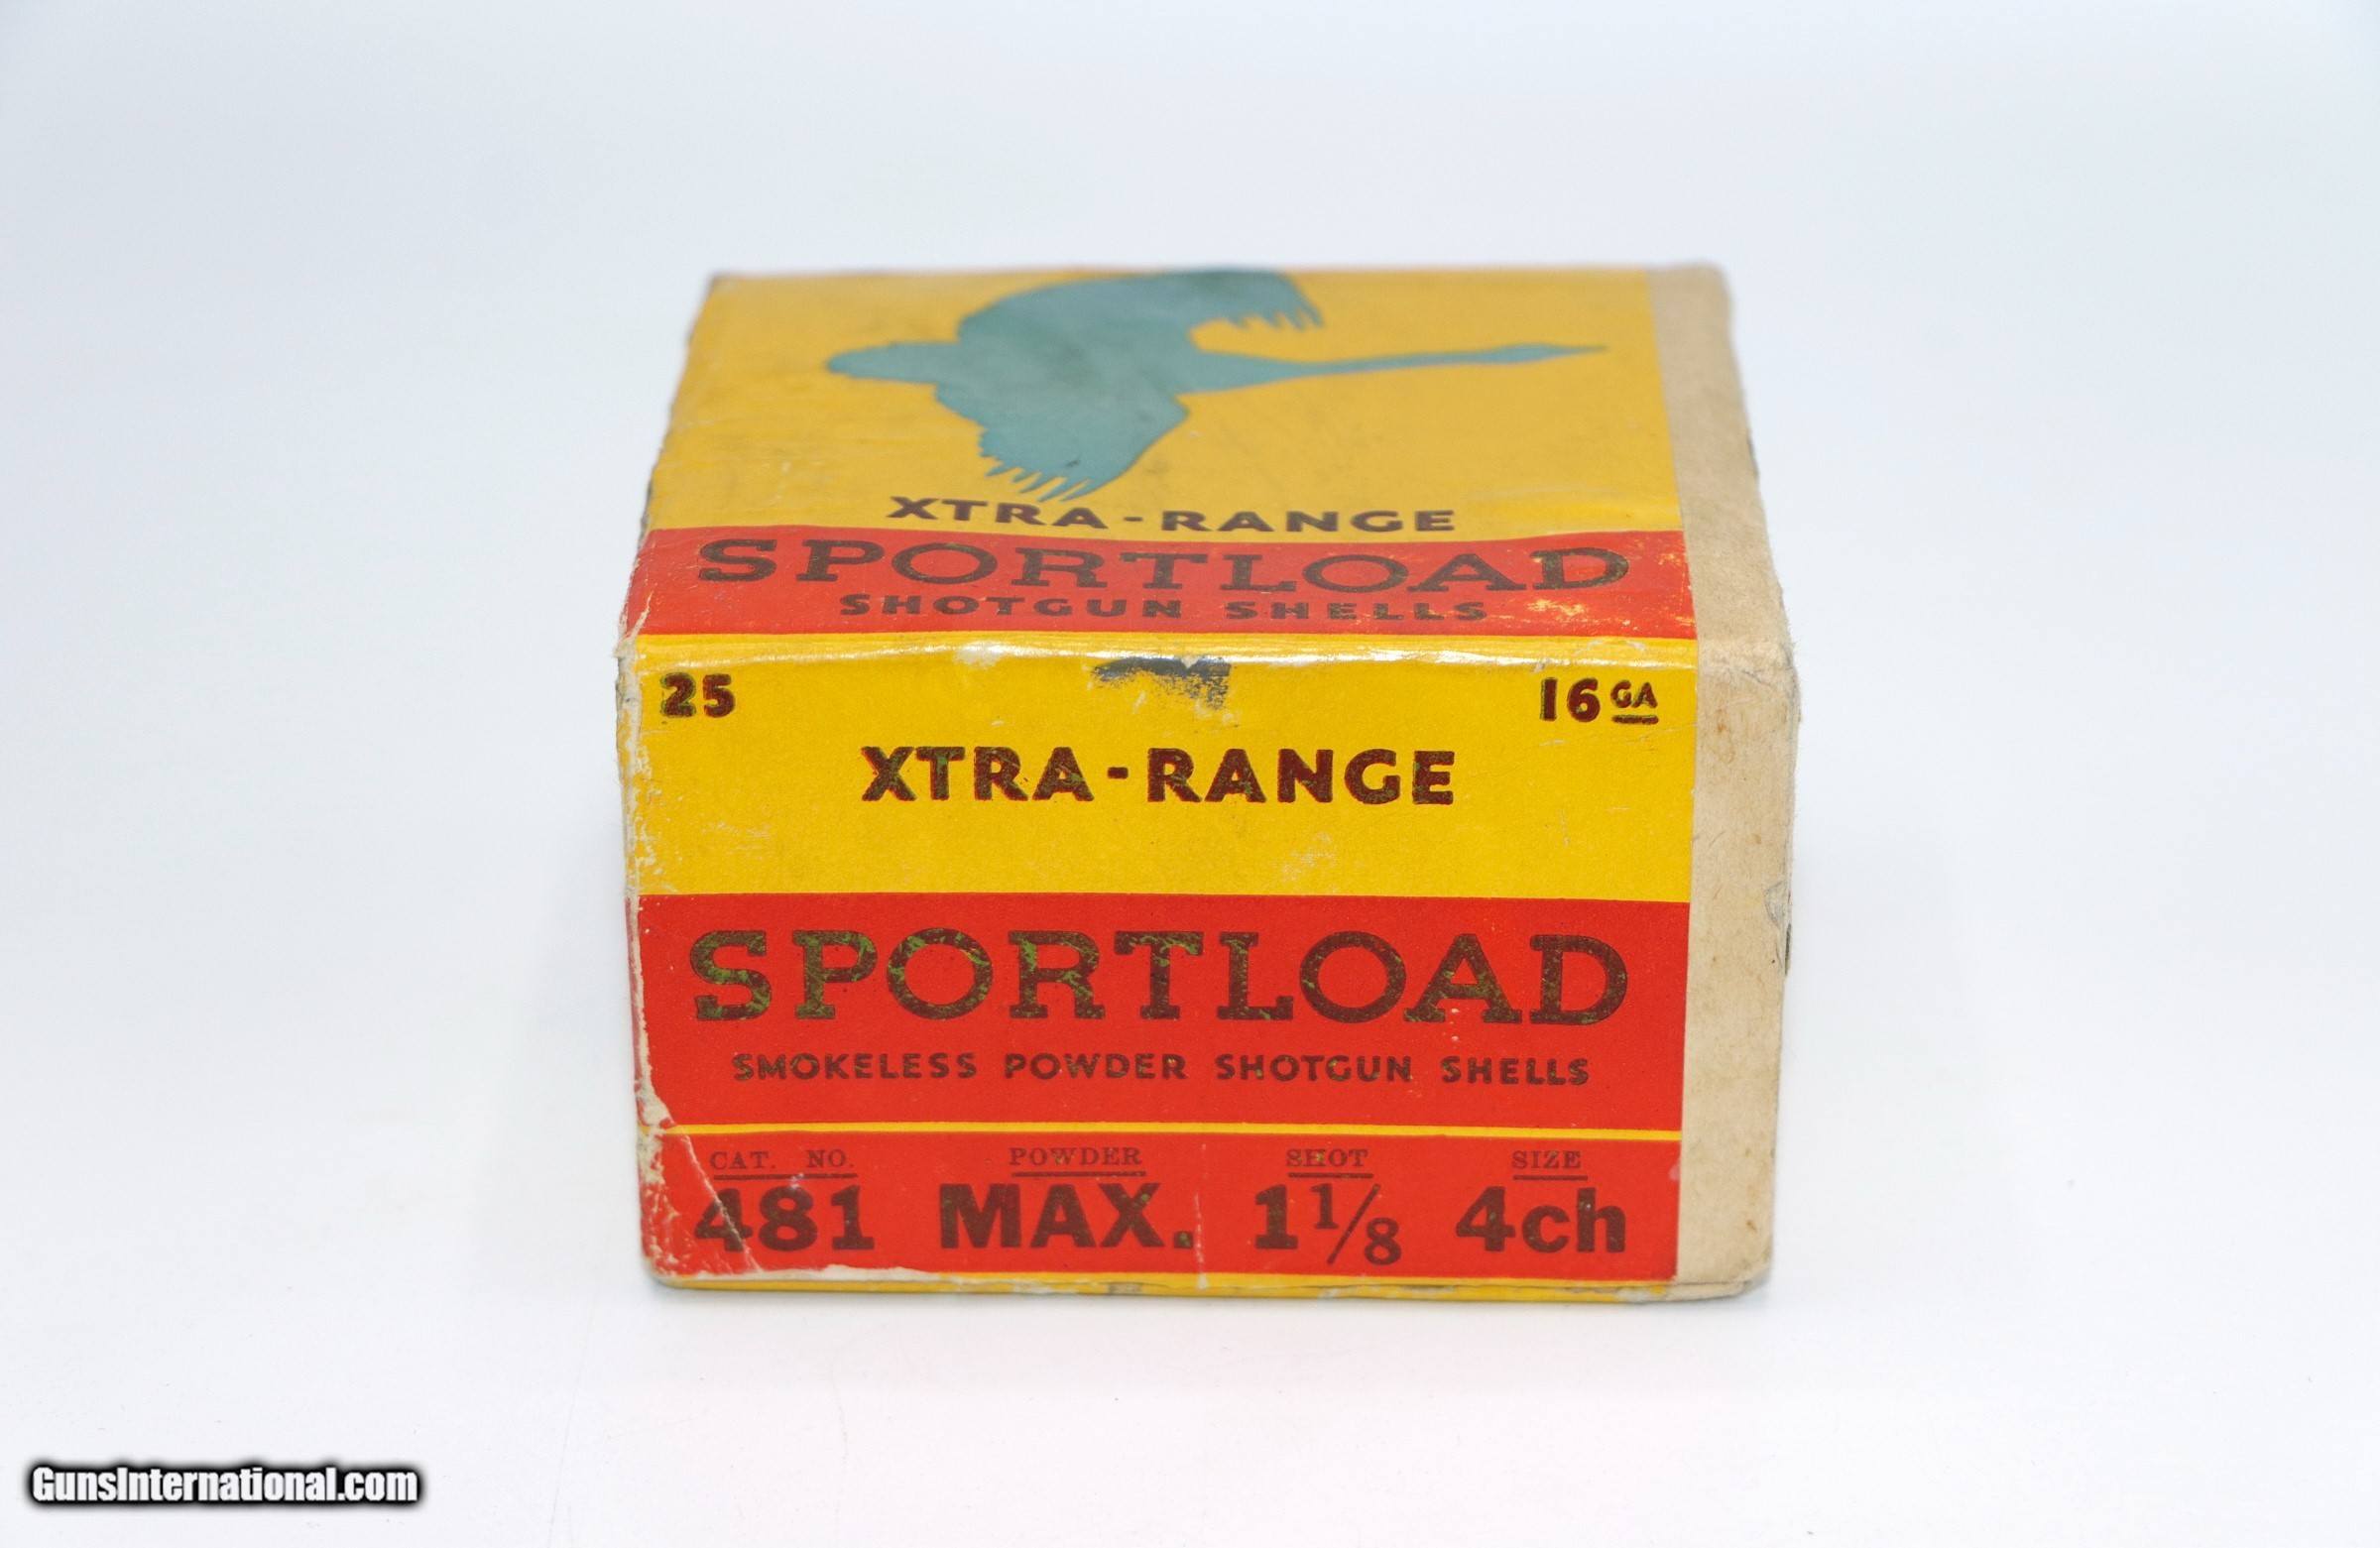 XTRA-RANGE
SPORTLOAD
SHOTGUN SHELLS
25 16 GA
XTRA-RANGE
SPORTLOAD
SMOKELESS POWDER SHOTGUN SHELLS
CAT. NO. POWDER SHOT SIZE
481 MAX. 1 1/8 4ch
GunsInternational.com